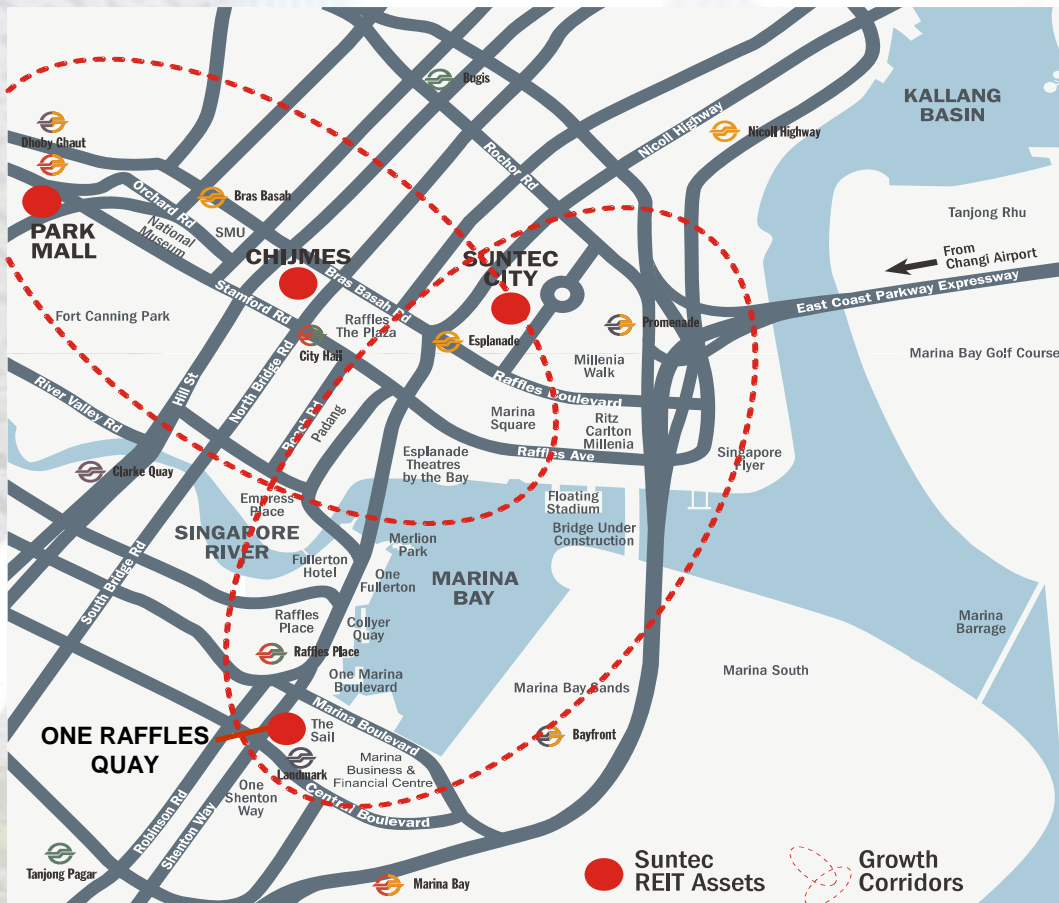 Bugis
KALLANG
BASIN
Nicoll Highway
Nicoll Highway
Dhoby Ghaut
Rochor Rd
Orchard Rd
Bras Basah
PARK
MALL
National
Museum
SMU
Tanjong Rhu
CHIJMES
SUNTEC
CITY
From
Changi Airport
Bras Basah Rd
East Coast Parkway Expressway
Stamford Rd
Fort Canning Park
Raffles
The Plaza
Promenade
City Hall
Esplanade
Marina Bay Golf Course
Millenia
Walk
River Valley Rd
Hill St
North Bridge Rd
Beach Rd
Padang
Raffles Boulevard
Marina
Square
Ritz
Carlton
Millenia
Esplanade
Theatres
by the Bay
Raffles Ave
Singapore
Flyer
Clarke Quay
Empress
Place
Floating
Stadium
SINGAPORE
RIVER
Bridge Under
Construction
Merlion
Park
Fullerton
Hotel
One
Fullerton
MARINA
BAY
South Bridge Rd
Raffles
Place
Collyer
Quay
Marina
Barrage
Raffles Place
One Marina
Boulevard
Marina South
Marina Bay Sands
ONE RAFFLES
QUAY
The
Sail
Marina Boulevard
Bayfront
Landmark
Marina
Business &
Financial Centre
One
Shenton
Way
Central Boulevard
Robinson Rd
Shenton Way
Tanjong Pagar
Marina Bay
Suntec
REIT Assets
Growth
Corridors